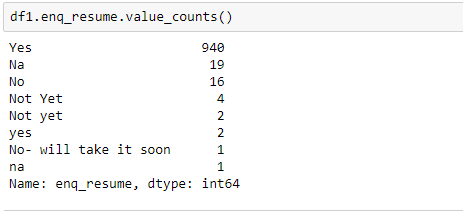 df1.enq_resume.value_counts()
Yes 940
Na 19
No 16
Not Yet 4
Not yet 2
yes 2
No- will take it soon 1
na 1
Name: enq_resume, dtype: int64